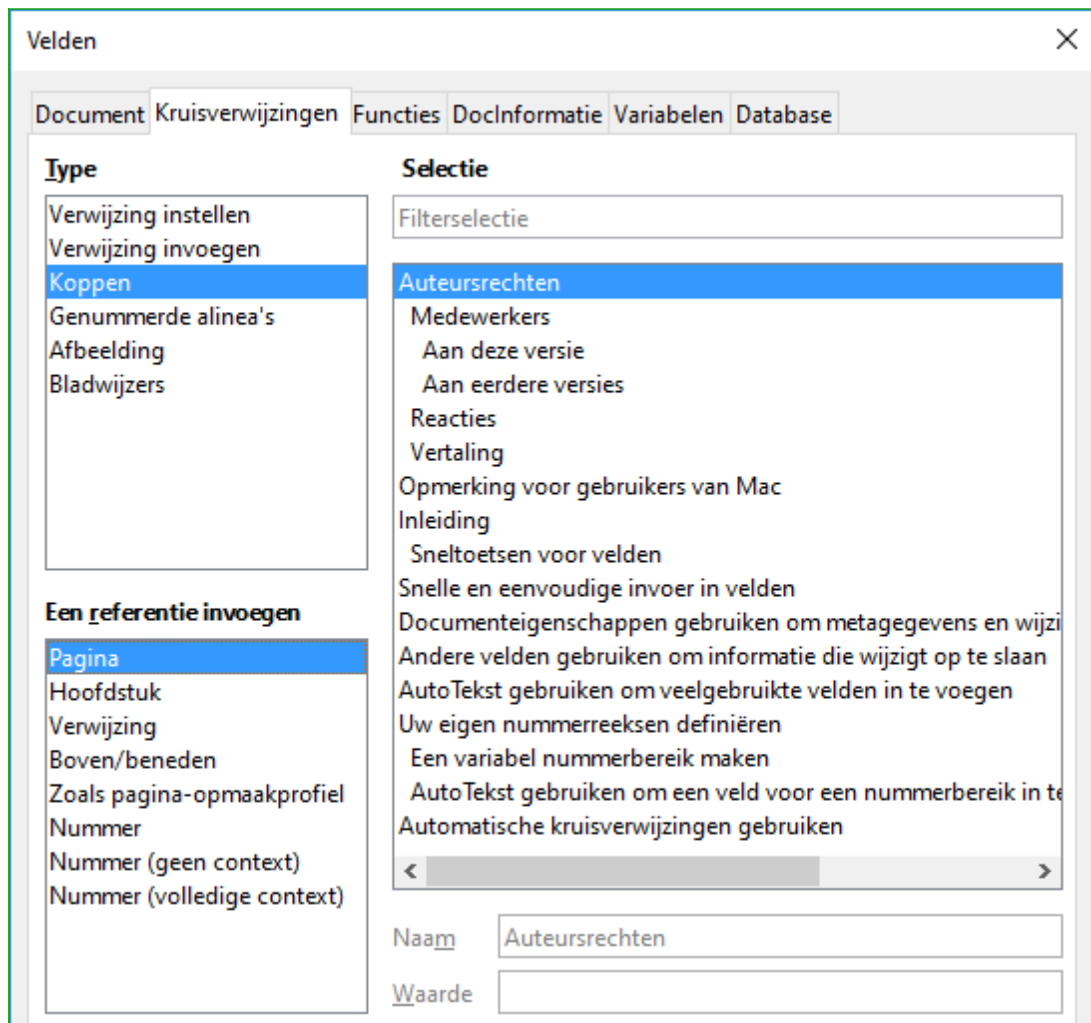 Velden
Document Kruisverwijzingen Functies DocInformatie Variabelen Database
Type
Verwijzing instellen
Verwijzing invoegen
Koppen
Genummerde alinea's
Afbeelding
Bladwijzers
Een referentie invoegen
Pagina
Hoofdstuk
Verwijzing
Boven/beneden
Zoals pagina-opmaakprofiel
Nummer
Nummer (geen context)
Nummer (volledige context)
Selectie
Filterselectie
Auteursrechten
Medewerkers
Aan deze versie
Aan eerdere versies
Reacties
Vertaling
Opmerking voor gebruikers van Mac
Inleiding
Sneltoetsen voor velden
Snelle en eenvoudige invoer in velden
Documenteigenschappen gebruiken om metagegevens en wijzi
Andere velden gebruiken om informatie die wijzigt op te slaan
AutoTekst gebruiken om veelgebruikte velden in te voegen
Uw eigen nummerreeksen definiëren
Een variabel nummerbereik maken
AutoTekst gebruiken om een veld voor een nummerbereik in te
Automatische kruisverwijzingen gebruiken
Naam Auteursrechten
Waarde